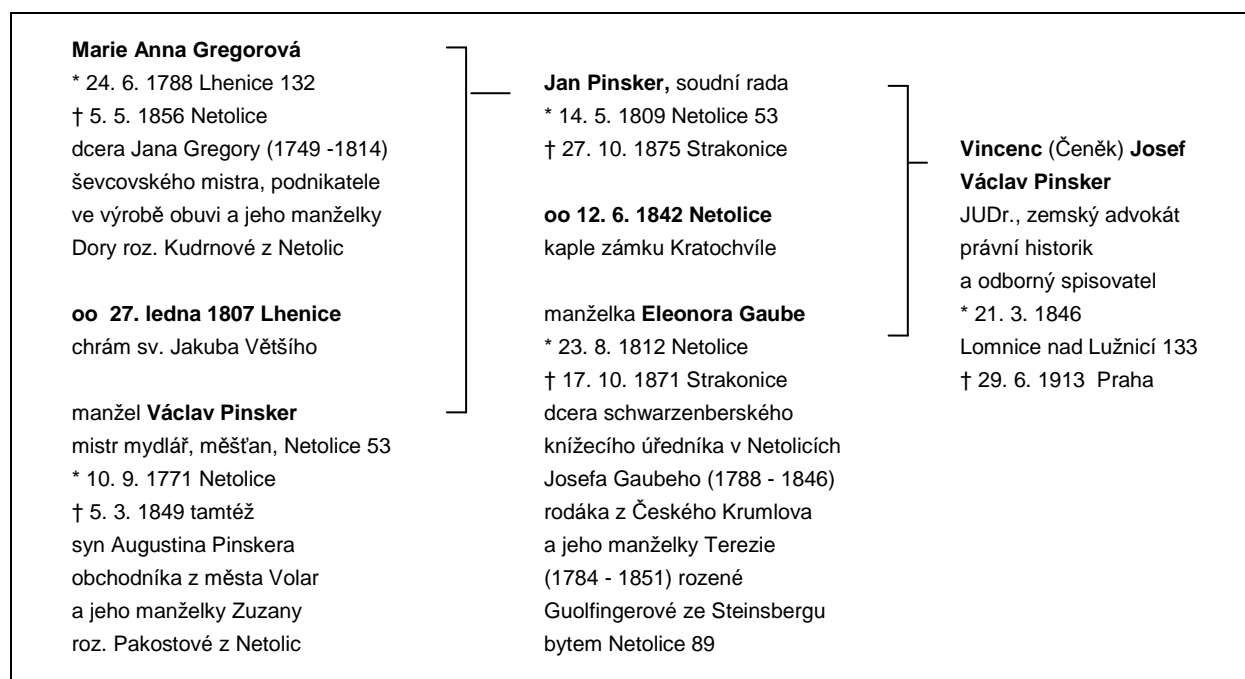 Marie Anna Gregorová
* 24. 6. 1788 Lhenice 132
† 5. 5. 1856 Netolice
dcera Jana Gregory (1749 -1814)
ševcovského mistra, podnikatele
ve výrobě obuvi a jeho manželky
Dory roz. Kudrnové z Netolic
oo 27. ledna 1807 Lhenice
chrám sv. Jakuba Většího
manžel Václav Pinsker
mistr mydlář, měšťan, Netolice 53
* 10. 9. 1771 Netolice
† 5. 3. 1849 tamtéž
syn Augustina Pinskera
obchodníka z města Volar
a jeho manželky Zuzany
roz. Pakostové z Netolic
Jan Pinsker, soudní rada
* 14. 5. 1809 Netolice 53
† 27. 10. 1875 Strakonice
oo 12. 6. 1842 Netolice
kaple zámku Kratochvíle
manželka Eleonora Gaube
* 23. 8. 1812 Netolice
† 17. 10. 1871 Strakonice
dcera schwarzenberského
knížecího úředníka v Netolicích
Josefa Gaubeho (1788 - 1846)
rodáka z Českého Krumlova
a jeho manželky Terezie
(1784 - 1851) rozené
Guolfingerové ze Steinsbergu
bytem Netolice 89
Vincenc (Čeněk) Josef
Václav Pinsker
JUDr., zemský advokát
právní historik
a odborný spisovatel
* 21. 3. 1846
Lomnice nad Lužnicí 133
† 29. 6. 1913 Praha